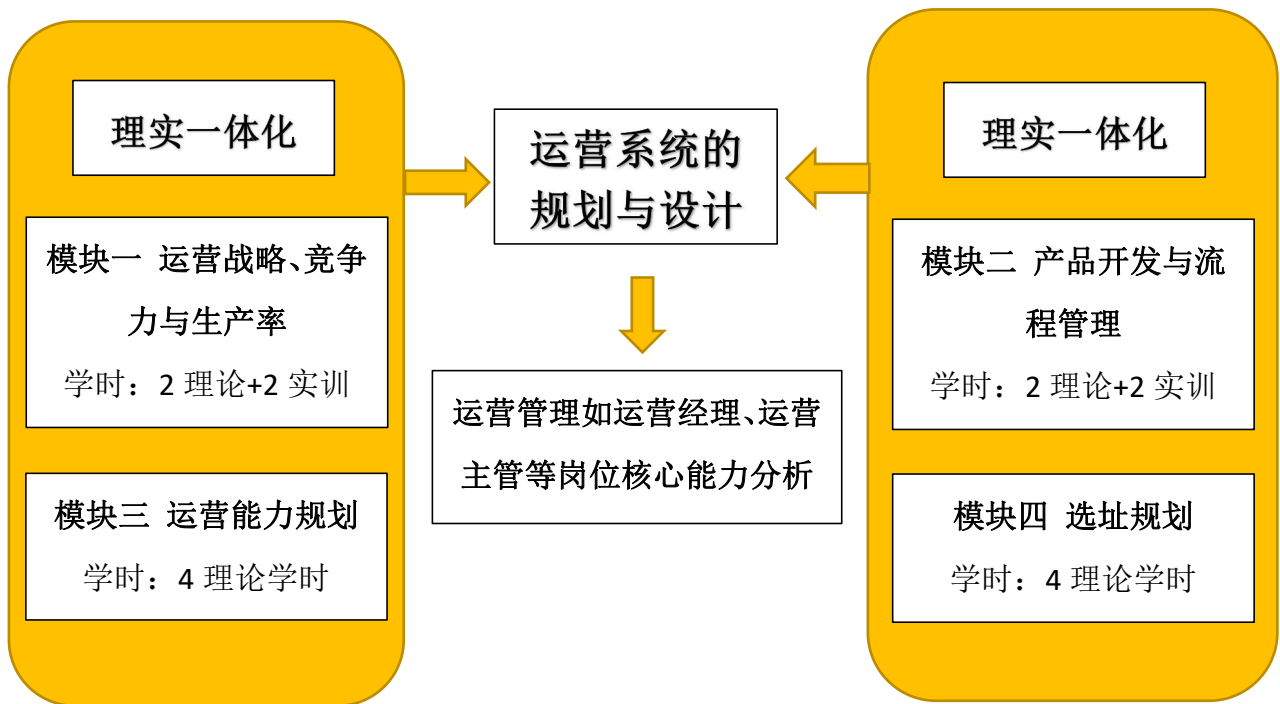 理实一体化
模块一 运营战略、竞争
力与生产率
学时：2 理论+2 实训
模块三 运营能力规划
学时：4 理论学时
运营系统的
规划与设计
运营管理如运营经理、运营
主管等岗位核心能力分析
理实一体化
模块二 产品开发与流
程管理
学时：2 理论+2 实训
模块四 选址规划
学时：4 理论学时